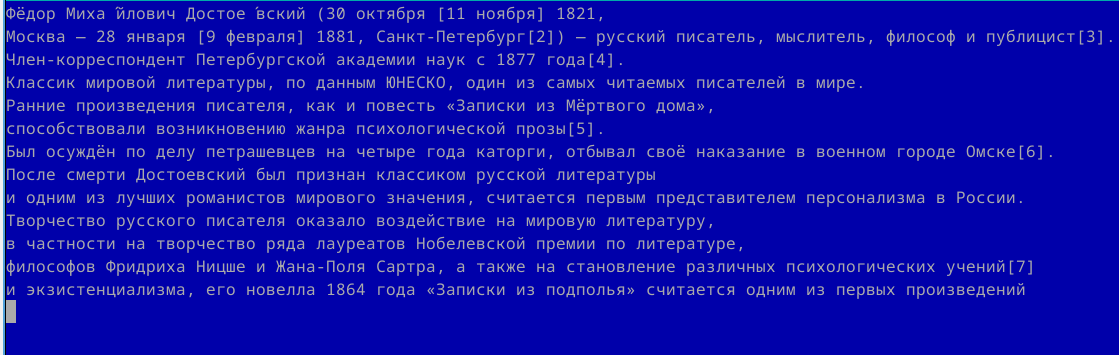 Фёдор Миха́йлович Достое́вский (30 октября [11 ноября] 1821,
Москва — 28 января [9 февраля] 1881, Санкт-Петербург[2]) — русский писатель, мыслитель, философ и публицист[3].
Член-корреспондент Петербургской академии наук с 1877 года[4].
Классик мировой литературы, по данным ЮНЕСКО, один из самых читаемых писателей в мире.
Ранние произведения писателя, как и повесть «Записки из Мёртвого дома»,
способствовали возникновению жанра психологической прозы[5].
Был осуждён по делу петрашевцев на четыре года каторги, отбывал своё наказание в военном городе Омске[6].
После смерти Достоевский был признан классиком русской литературы
и одним из лучших романистов мирового значения, считается первым представителем персонализма в России.
Творчество русского писателя оказало воздействие на мировую литературу,
в частности на творчество ряда лауреатов Нобелевской премии по литературе,
философов Фридриха Ницше и Жана-Поля Сартра, а также на становление различных психологических учений[7]
и экзистенциализма, его новелла 1864 года «Записки из подполья» считается одним из первых произведений